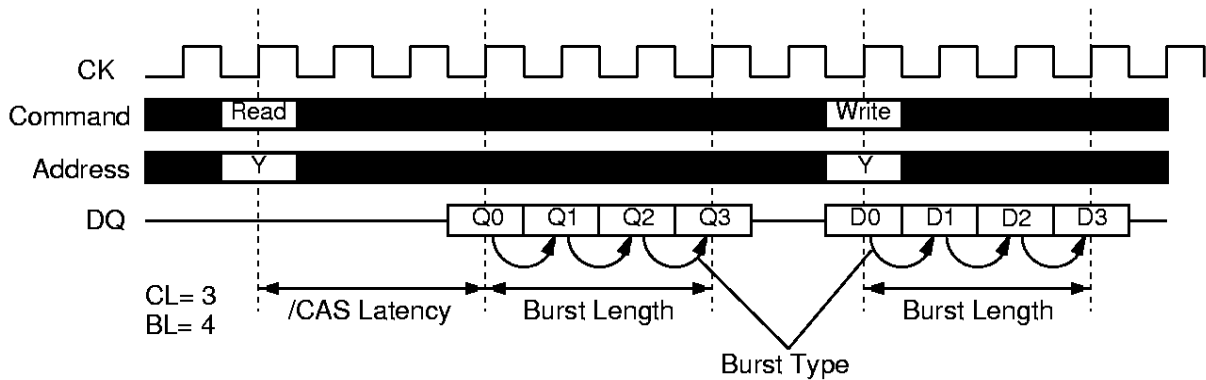 CK
Command Read Write
Address Y Y
DQ Q0 Q1 Q2 Q3 D0 D1 D2 D3
CL= 3
BL= 4
/CAS Latency Burst Length Burst Length
Burst Type